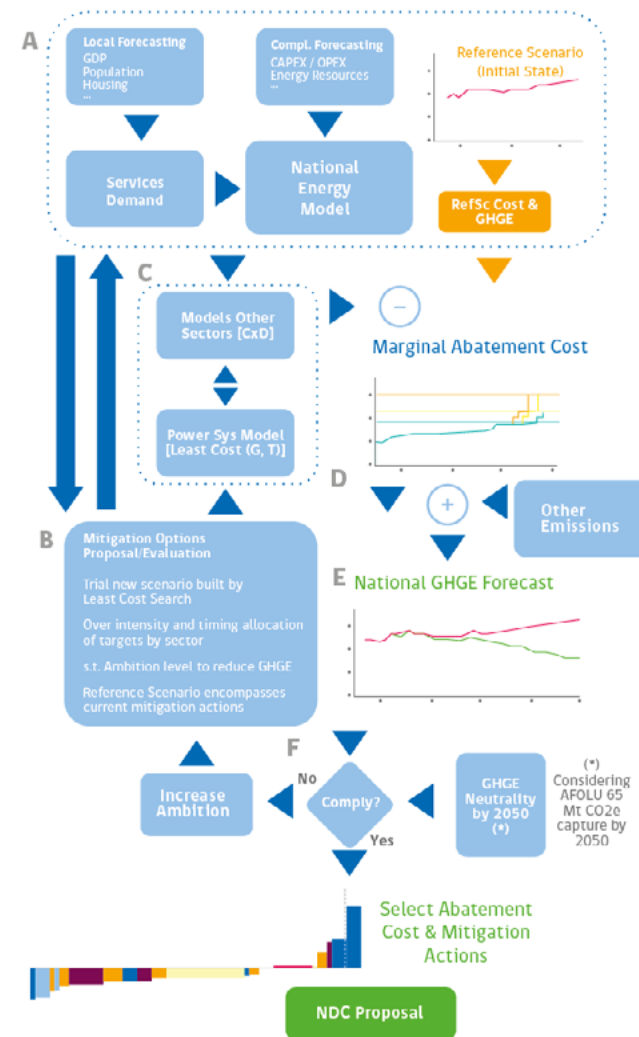 A
Local Forecasting
GDP
Population
Housing
...
Compl. Forecasting
CAPEX / OPEX
Energy Resources
...
Reference Scenario
(Initial State)
Services
Demand
National
Energy
Model
RefSc Cost &
GHGE
C
Models Other
Sectors [CxD]
Power Sys Model
[Least Cost (G, T)]
−
Marginal Abatement Cost
D
+
Other
Emissions
B
Mitigation Options
Proposal/Evaluation
Trial new scenario built by
Least Cost Search
Over intensity and timing allocation
of targets by sector
s.t. Ambition level to reduce GHGE
Reference Scenario encompasses
current mitigation actions
E
National GHGE Forecast
F
No
Comply?
Yes
Increase
Ambition
GHGE
Neutrality
by 2050
(*)
(*)
Considering
AFOLU 65
Mt CO2e
capture by
2050
Select Abatement
Cost & Mitigation
Actions
NDC Proposal